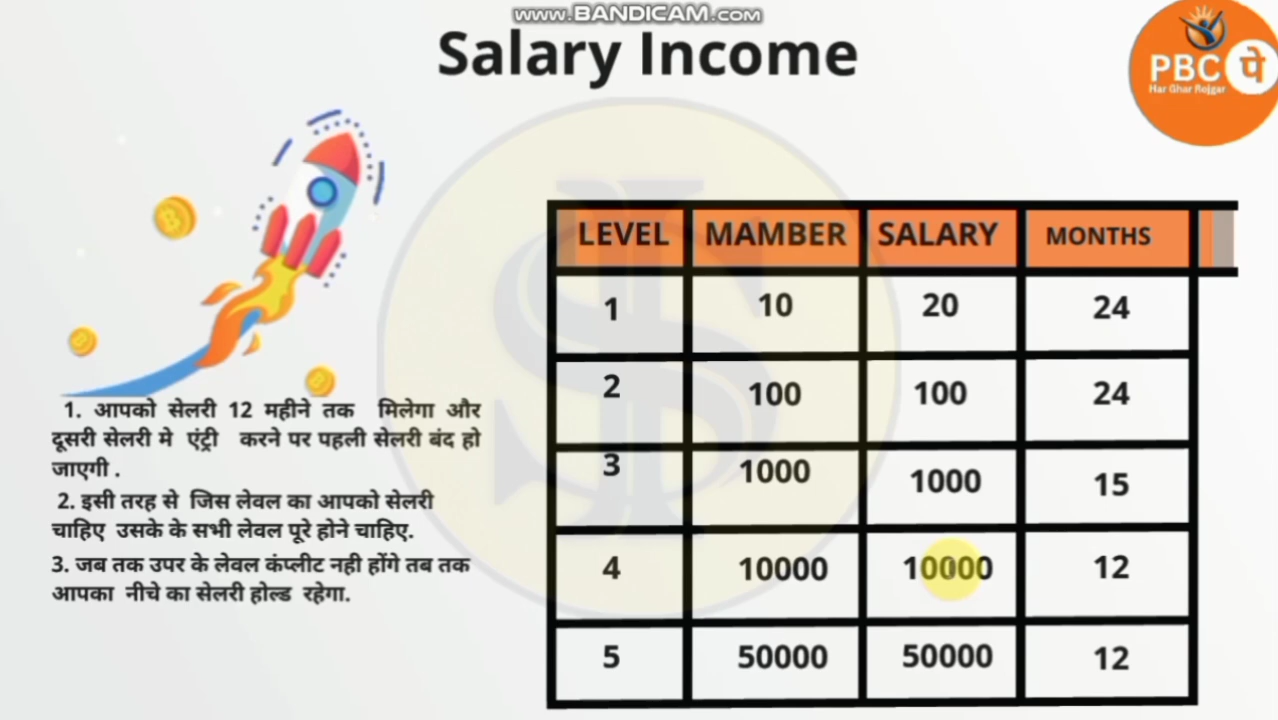 www.BANDICAM.com
Salary Income
PBC पे
Har Ghar Rojgar
LEVEL MAMBER SALARY MONTHS
1 10 20 24
2 100 100 24
3 1000 1000 15
4 10000 10000 12
5 50000 50000 12
1. आपको सेलरी 12 महीने तक मिलेगा और
दूसरी सेलरी मे एंट्री करने पर पहली सेलरी बंद हो
जाएगी .
2. इसी तरह से जिस लेवल का आपको सेलरी
चाहिए उसके के सभी लेवल पूरे होने चाहिए.
3. जब तक उपर के लेवल कंप्लीट नही होंगे तब तक
आपका नीचे का सेलरी होल्ड रहेगा.